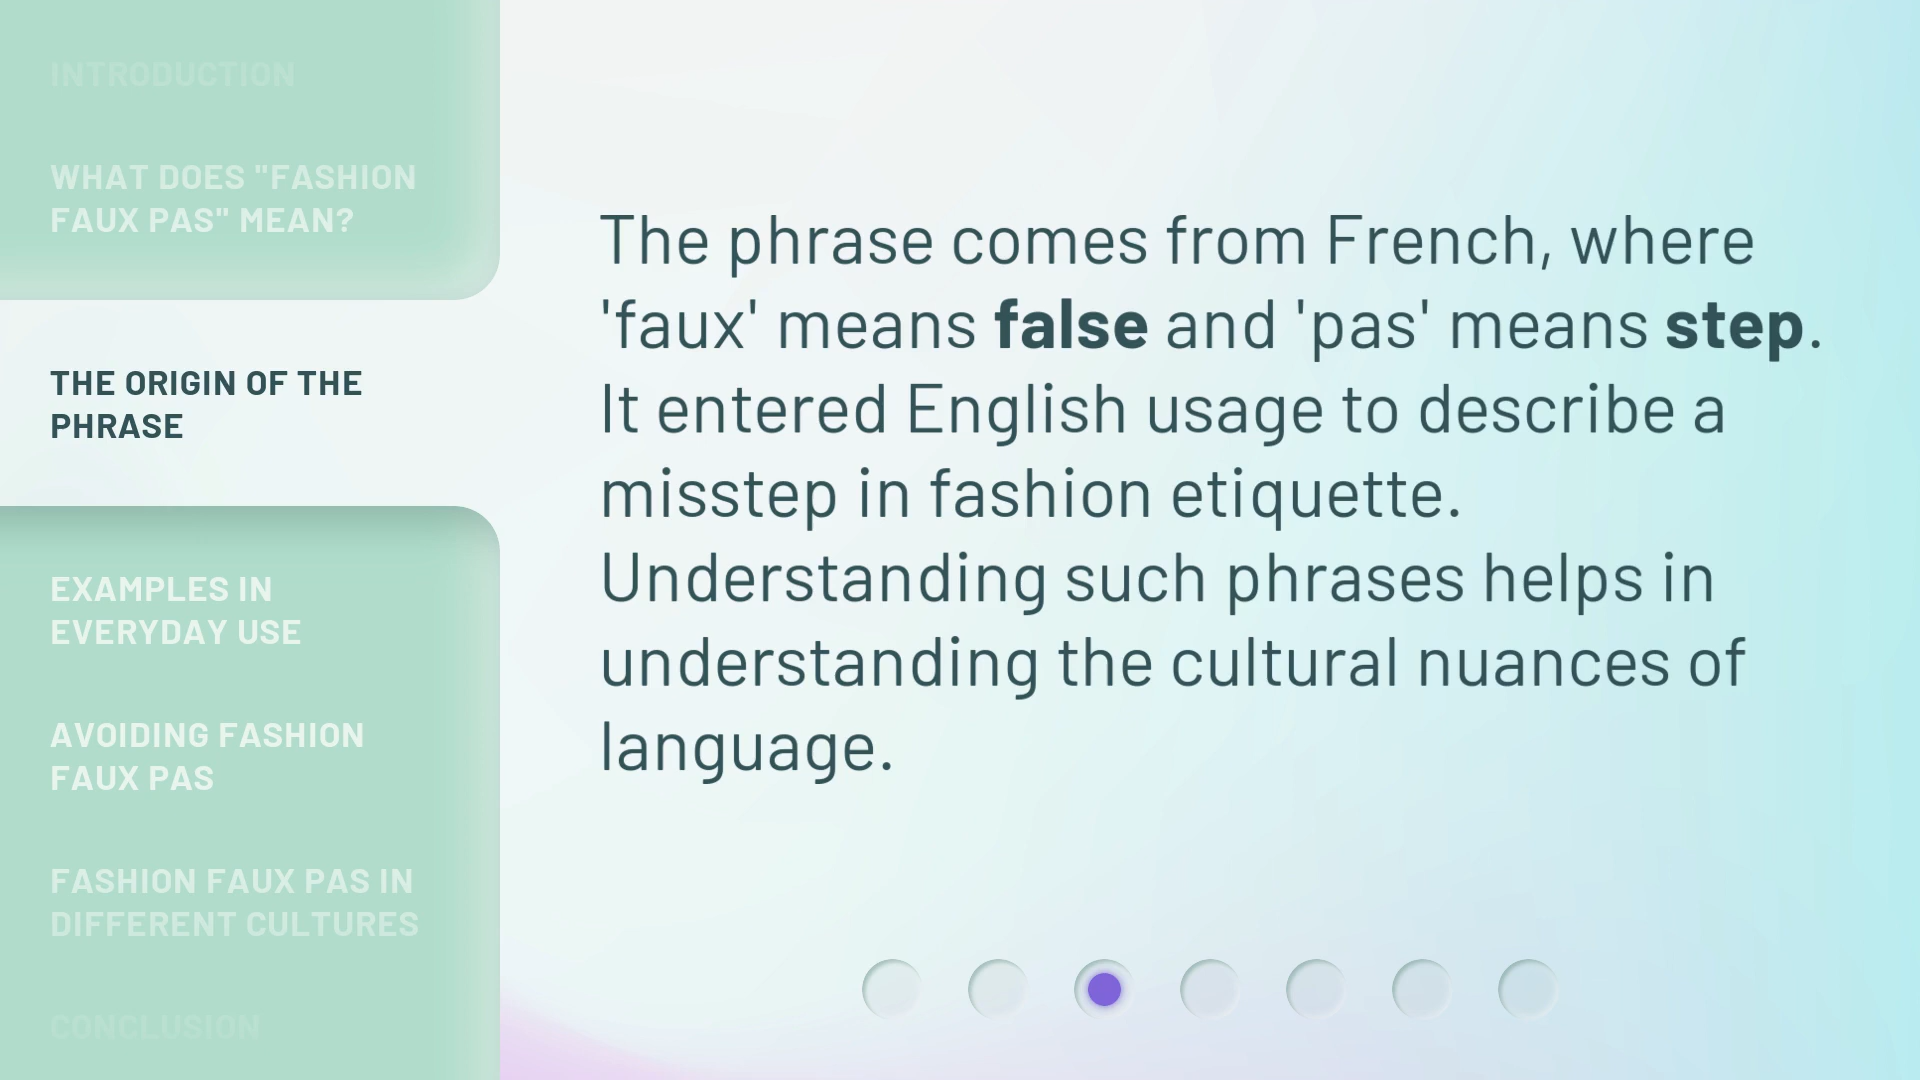 INTRODUCTION
WHAT DOES "FASHION
FAUX PAS" MEAN?
THE ORIGIN OF THE
PHRASE
EXAMPLES IN
EVERYDAY USE
AVOIDING FASHION
FAUX PAS
FASHION FAUX PAS IN
DIFFERENT CULTURES
CONCLUSION
The phrase comes from French, where
'faux' means false and 'pas' means step.
It entered English usage to describe a
misstep in fashion etiquette.
Understanding such phrases helps in
understanding the cultural nuances of
language.